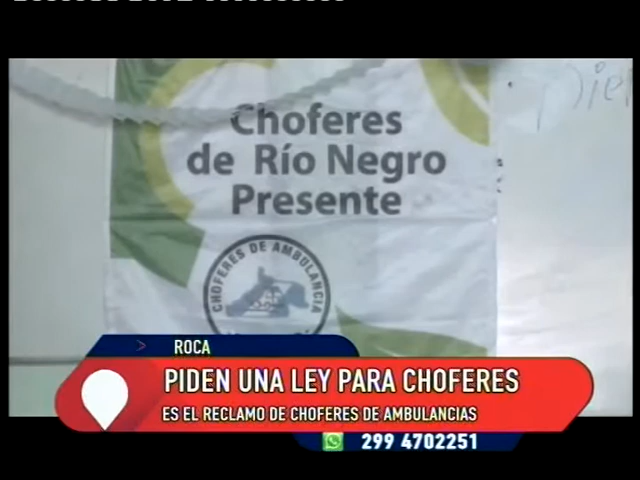 Choferes
de Río Negro
Presente
CHOFERES DE AMBULANCIA
ROCA
PIDEN UNA LEY PARA CHOFERES
ES EL RECLAMO DE CHOFERES DE AMBULANCIAS
299 4702251